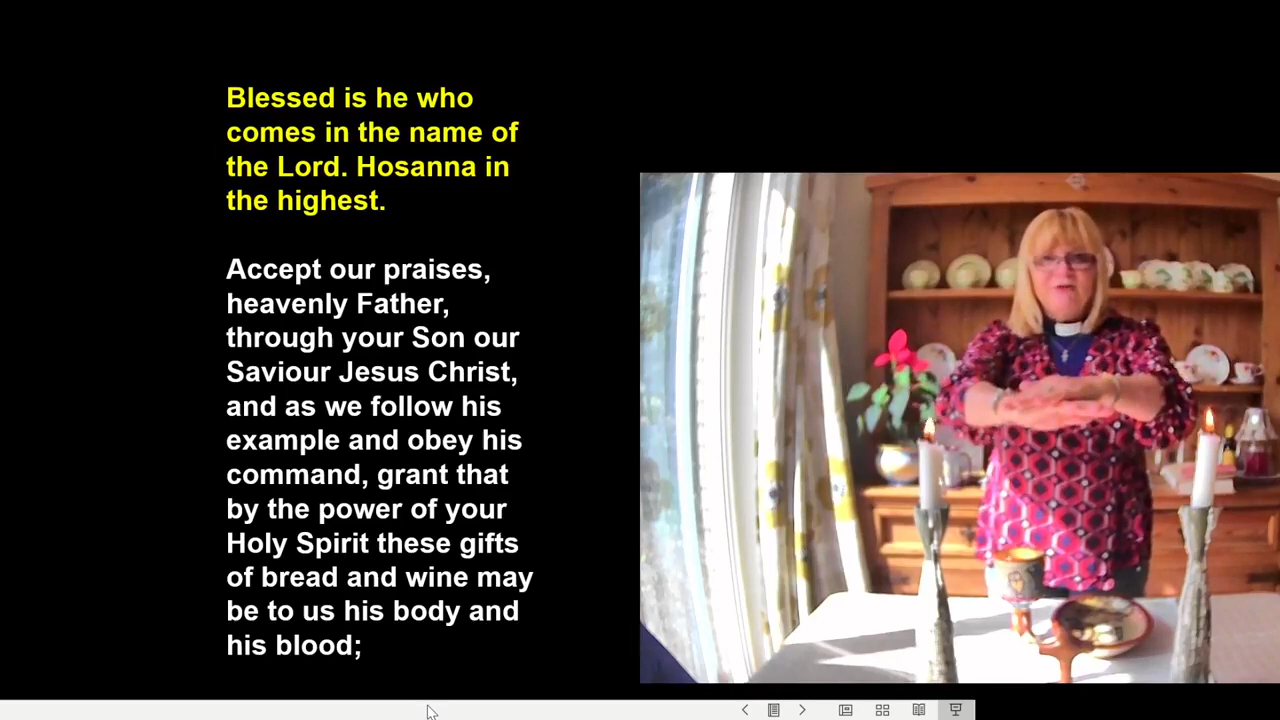 Blessed is he who
comes in the name of
the Lord. Hosanna in
the highest.
Accept our praises,
heavenly Father,
through your Son our
Saviour Jesus Christ,
and as we follow his
example and obey his
command, grant that
by the power of your
Holy Spirit these gifts
of bread and wine may
be to us his body and
his blood;